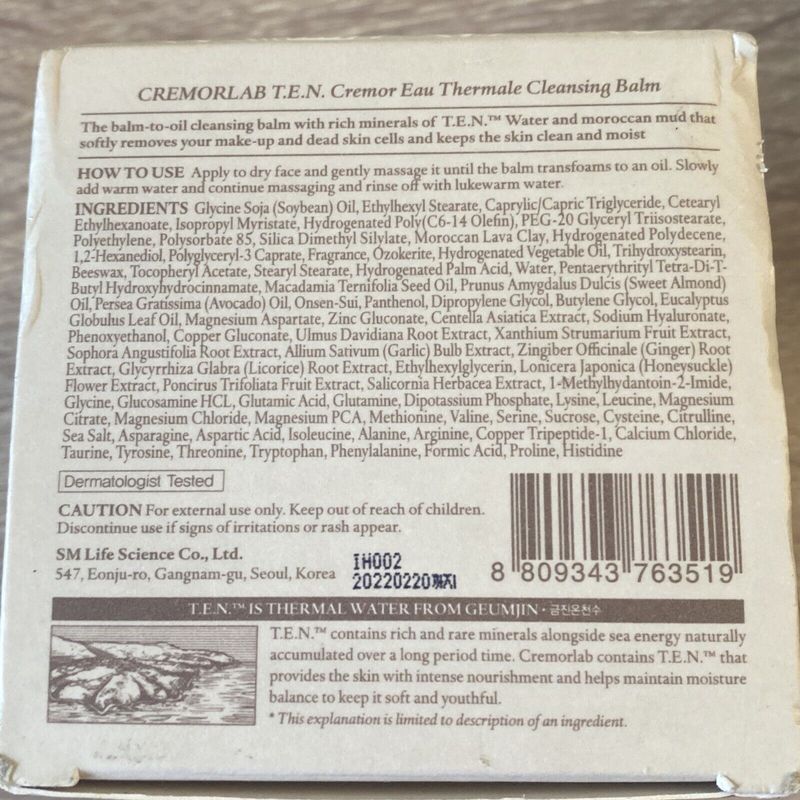 CREMORLAB T.E.N. Cremor Eau Thermale Cleansing Balm
The balm-to-oil cleansing balm with rich minerals of T.E.N.™ Water and moroccan mud that
softly removes your make-up and dead skin cells and keeps the skin clean and moist
HOW TO USE Apply to dry face and gently massage it until the balm transfoams to an oil. Slowly
add warm water and continue massaging and rinse off with lukewarm water.
INGREDIENTS Glycine Soja (Soybean) Oil, Ethylhexyl Stearate, Caprylic/Capric Triglyceride, Cetearyl
Ethylhexanoate, Isopropyl Myristate, Hydrogenated Poly(C6-14 Olefin), PEG-20 Glyceryl Triisostearate,
Polyethylene, Polysorbate 85, Silica Dimethyl Silylate, Moroccan Lava Clay, Hydrogenated Polydecene,
1,2-Hexanediol, Polyglyceryl-3 Caprate, Fragrance, Ozokerite, Hydrogenated Vegetable Oil, Trihydroxystearin,
Beeswax, Tocopheryl Acetate, Stearyl Stearate, Hydrogenated Palm Acid, Water, Pentaerythrityl Tetra-Di-T-
Butyl Hydroxyhydrocinnamate, Macadamia Ternifolia Seed Oil, Prunus Amygdalus Dulcis (Sweet Almond)
Oil, Persea Gratissima (Avocado) Oil, Onsen-Sui, Panthenol, Dipropylene Glycol, Butylene Glycol, Eucalyptus
Globulus Leaf Oil, Magnesium Aspartate, Zinc Gluconate, Centella Asiatica Extract, Sodium Hyaluronate,
Phenoxyethanol, Copper Gluconate, Ulmus Davidiana Root Extract, Xanthium Strumarium Fruit Extract,
Sophora Angustifolia Root Extract, Allium Sativum (Garlic) Bulb Extract, Zingiber Officinale (Ginger) Root
Extract, Glycyrrhiza Glabra (Licorice) Root Extract, Ethylhexylglycerin, Lonicera Japonica (Honeysuckle)
Flower Extract, Poncirus Trifoliata Fruit Extract, Salicornia Herbacea Extract, 1-Methylhydantoin-2-Imide,
Glycine, Glucosamine HCL, Glutamic Acid, Glutamine, Dipotassium Phosphate, Lysine, Leucine, Magnesium
Citrate, Magnesium Chloride, Magnesium PCA, Methionine, Valine, Serine, Sucrose, Cysteine, Citrulline,
Sea Salt, Asparagine, Aspartic Acid, Isoleucine, Alanine, Arginine, Copper Tripeptide-1, Calcium Chloride,
Taurine, Tyrosine, Threonine, Tryptophan, Phenylalanine, Formic Acid, Proline, Histidine
Dermatologist Tested
CAUTION For external use only. Keep out of reach of children.
Discontinue use if signs of irritations or rash appear.
SM Life Science Co., Ltd.
547, Eonju-ro, Gangnam-gu, Seoul, Korea
IH002
20220220까지
8 809343 763519
T.E.N.™ IS THERMAL WATER FROM GEUMJIN · 금진온천수
T.E.N.™ contains rich and rare minerals alongside sea energy naturally
accumulated over a long period time. Cremorlab contains T.E.N.™ that
provides the skin with intense nourishment and helps maintain moisture
balance to keep it soft and youthful.
* This explanation is limited to description of an ingredient.